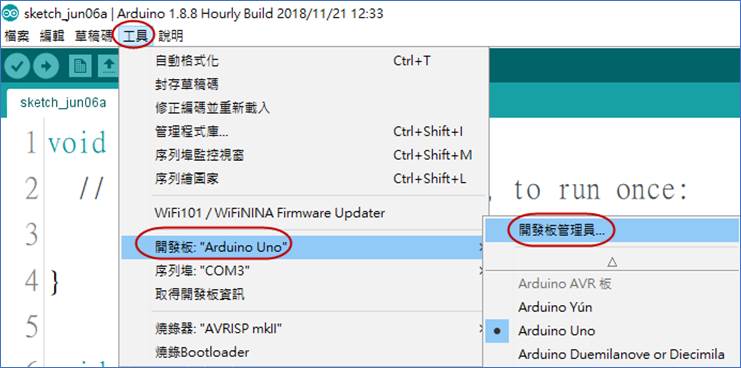 sketch_jun06a | Arduino 1.8.8 Hourly Build 2018/11/21 12:33
檔案 編輯 草稿碼 工具 說明
自動格式化 Ctrl+T
封存草稿碼
sketch_jun06a
修正編碼並重新載入
管理程式庫... Ctrl+Shift+I
1 void
序列埠監控視窗 Ctrl+Shift+M
序列繪圖家 Ctrl+Shift+L
2 // , to run once:
WiFi101 / WiFiNINA Firmware Updater
3
開發板管理員...
開發板: "Arduino Uno"
序列埠: "COM3"
4 }
Arduino AVR 板
取得開發板資訊
Arduino Yún
燒錄器: "AVRISP mkII"
Arduino Uno
5
燒錄Bootloader
Arduino Duemilanove or Diecimila